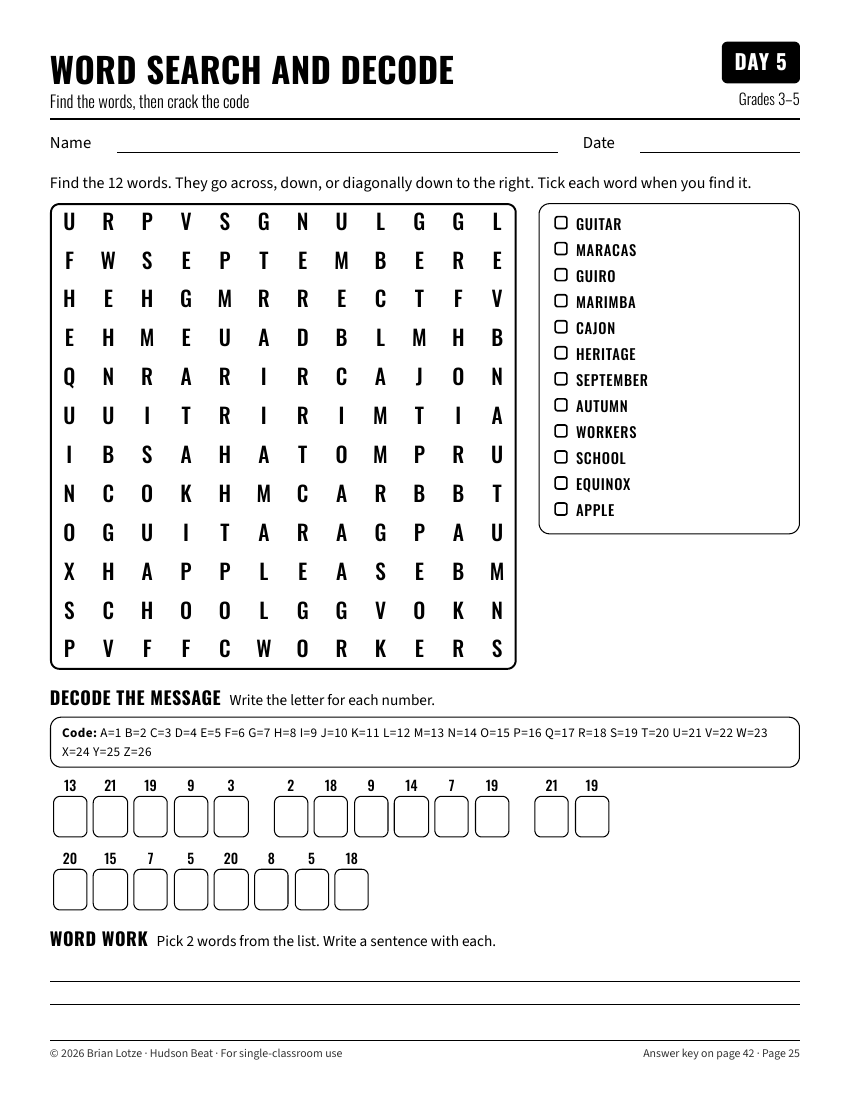 WORD SEARCH AND DECODE
DAY 5
Find the words, then crack the code
Grades 3–5
Name
Date
Find the 12 words. They go across, down, or diagonally down to the right. Tick each word when you find it.
U R P V S G N U L G G L
F W S E P T E M B E R E
H E H G M R R E C T F V
E H M E U A D B L M H B
Q N R A R I R C A J O N
U U I T R I R I M T I A
I B S A H A T O M P R U
N C O K H M C A R B B T
O G U I T A R A G P A U
X H A P P L E A S E B M
S C H O O L G G V O K N
P V F F C W O R K E R S
GUITAR
MARACAS
GUIRO
MARIMBA
CAJON
HERITAGE
SEPTEMBER
AUTUMN
WORKERS
SCHOOL
EQUINOX
APPLE
DECODE THE MESSAGE Write the letter for each number.
Code: A=1 B=2 C=3 D=4 E=5 F=6 G=7 H=8 I=9 J=10 K=11 L=12 M=13 N=14 O=15 P=16 Q=17 R=18 S=19 T=20 U=21 V=22 W=23
X=24 Y=25 Z=26
13 21 19 9 3 2 18 9 14 7 19 21 19
20 15 7 5 20 8 5 18
WORD WORK Pick 2 words from the list. Write a sentence with each.
© 2026 Brian Lotze · Hudson Beat · For single-classroom use
Answer key on page 42 · Page 25